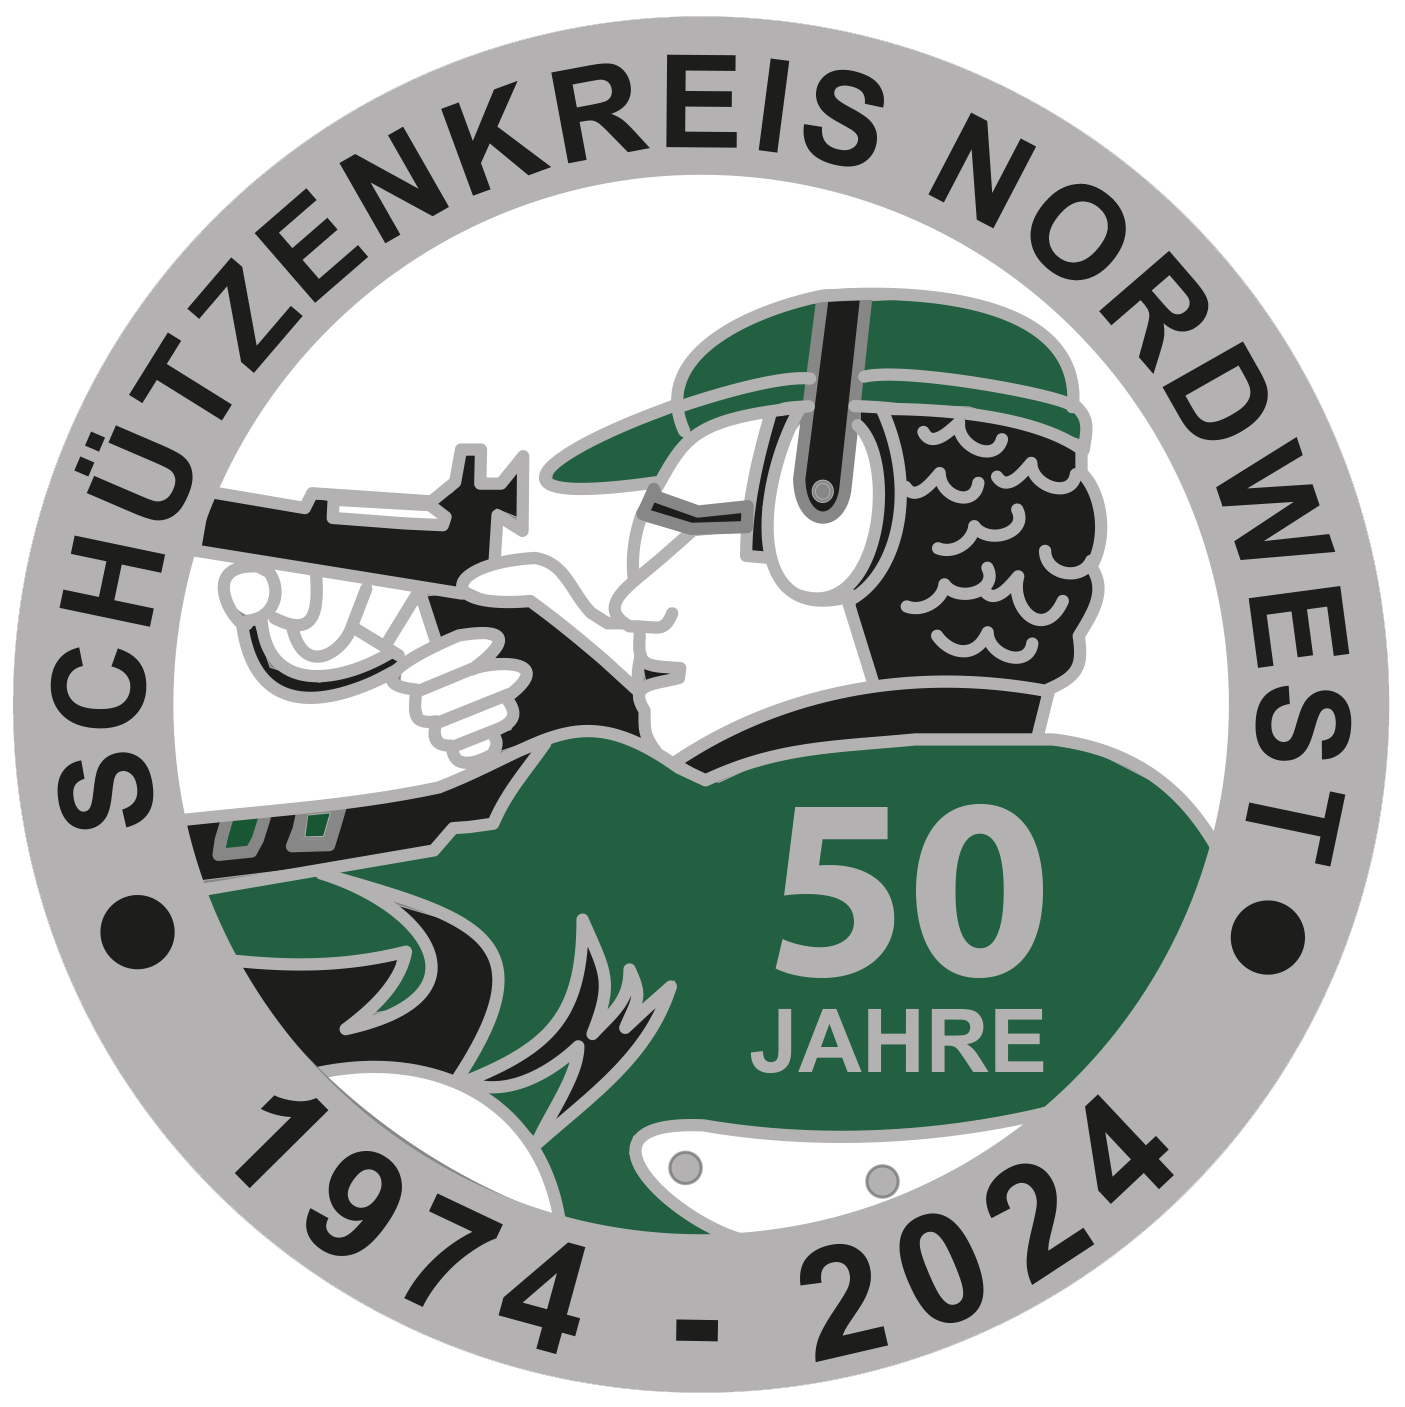 SCHÜTZENKREIS NORDWEST
50
JAHRE
1974 - 2024